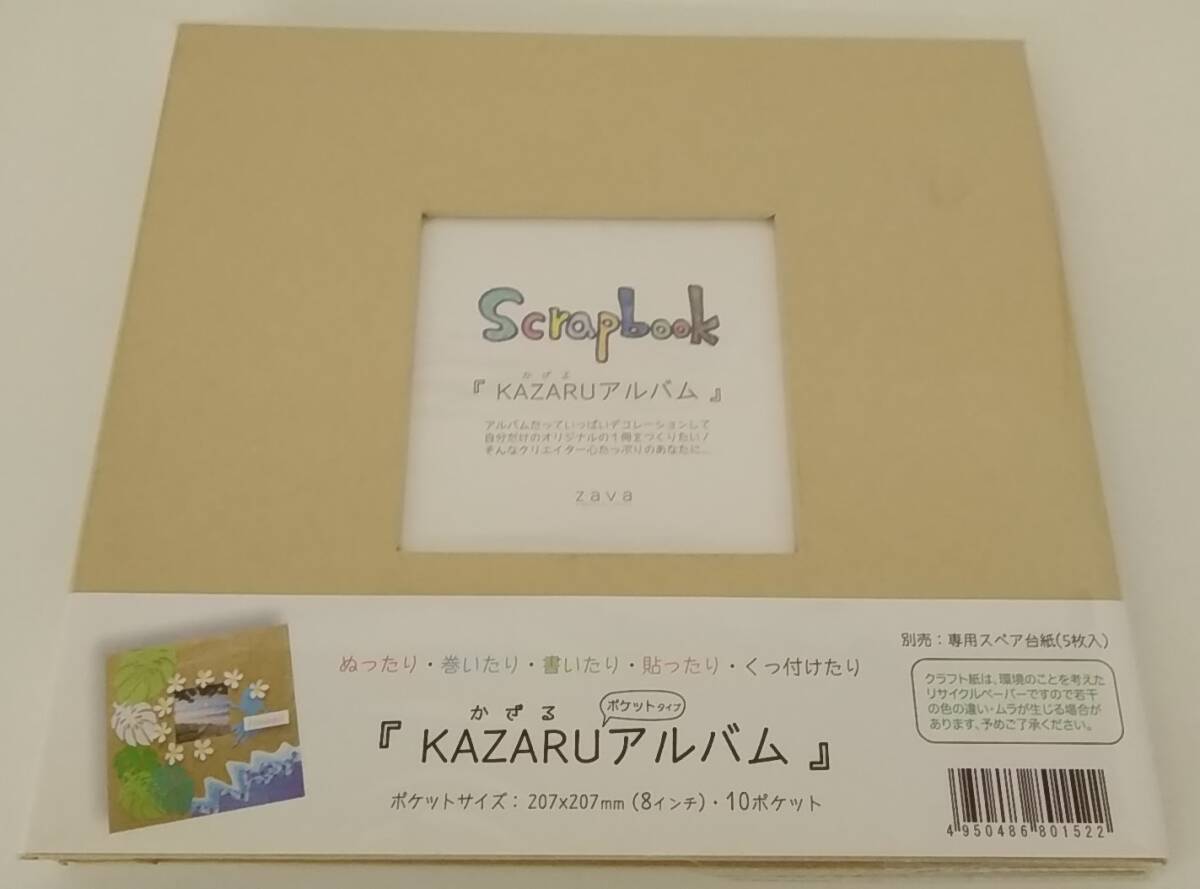 Scrapbook
かざる
『 KAZARUアルバム 』
アルバムだっていっぱいデコレーションして
自分だけのオリジナルの1冊をつくりたい!
そんなクリエイター心たっぷりのあなたに...
zava
別売：専用スペア台紙(5枚入)
ぬったり・巻いたり・書いたり・貼ったり・くっ付けたり
クラフト紙は、環境のことを考えた
リサイクルペーパーですので若干
の色の違い・ムラが生じる場合が
あります、予めご了承ください。
かざる
ポケットタイプ
『 KAZARUアルバム 』
ポケットサイズ：207x207mm (8インチ)・10ポケット
4 950486 801522